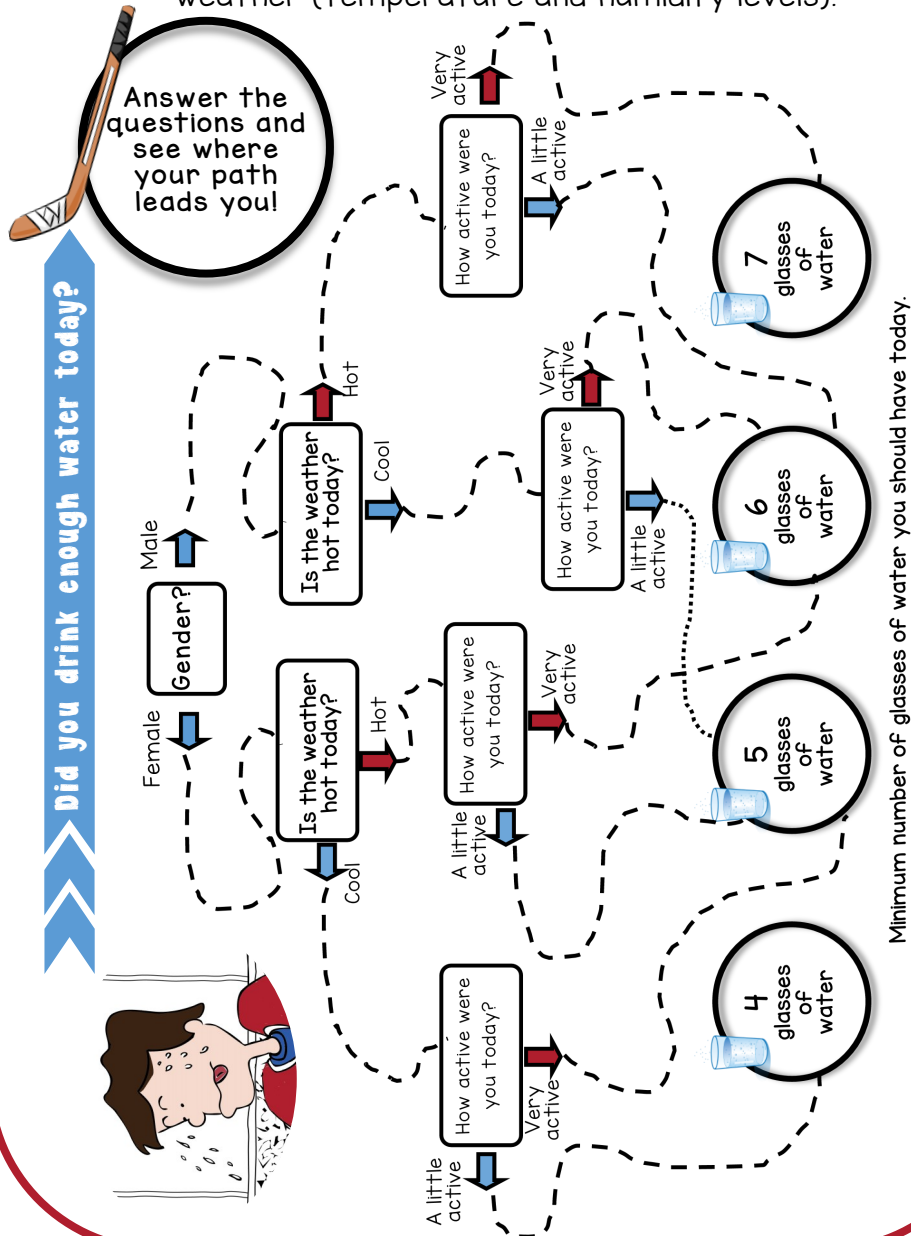 weather (temperature and humidity levels).
Answer the
questions and
see where
your path
leads you!
Did you drink enough water today?
Female
Gender?
Male
Is the weather
hot today?
Cool
Hot
Is the weather
hot today?
Cool
Hot
How active were
you today?
A little
active
Very
active
How active were
you today?
A little
active
Very
active
How active were
you today?
A little
active
Very
active
How active were
you today?
A little
active
Very
active
4
glasses
of
water
5
glasses
of
water
6
glasses
of
water
7
glasses
of
water
Minimum number of glasses of water you should have today.